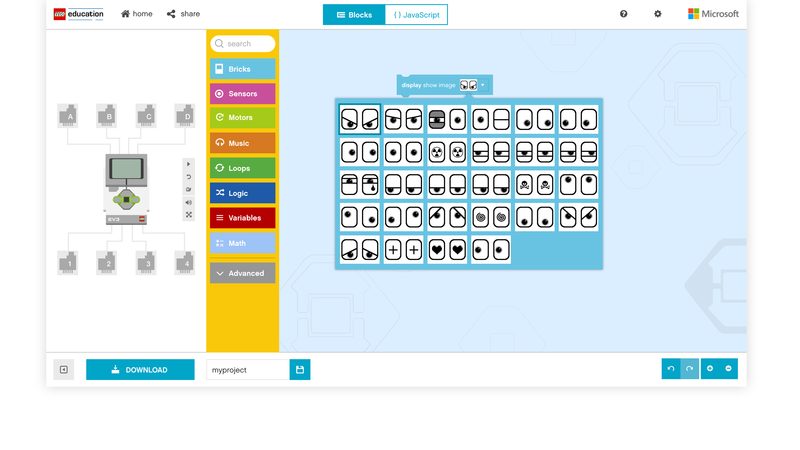 LEGO education
home
share
Blocks
{ } JavaScript
Microsoft
search
Bricks
Sensors
Motors
Music
Loops
Logic
Variables
Math
Advanced
A
B
C
D
EV3
1
2
3
4
display show image
DOWNLOAD
myproject